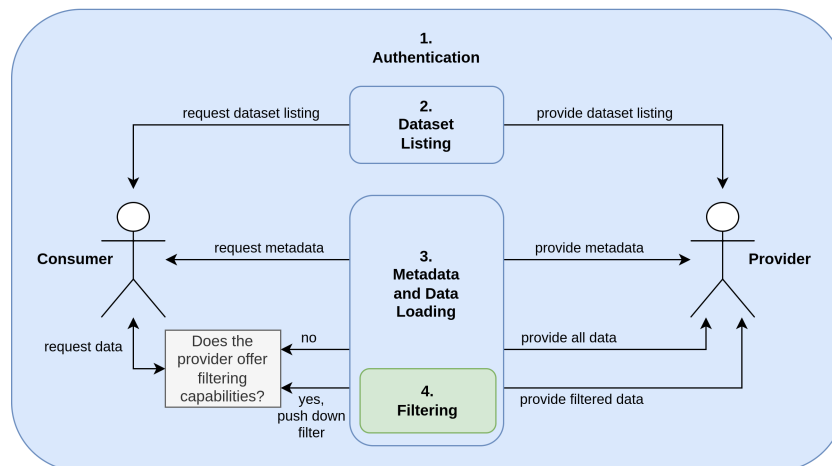 1.
Authentication
request dataset listing
2.
Dataset
Listing
provide dataset listing
Consumer
request metadata
3.
Metadata
and Data
Loading
provide metadata
Provider
request data
Does the
provider offer
filtering
capabilities?
no
provide all data
yes,
push down
filter
4.
Filtering
provide filtered data